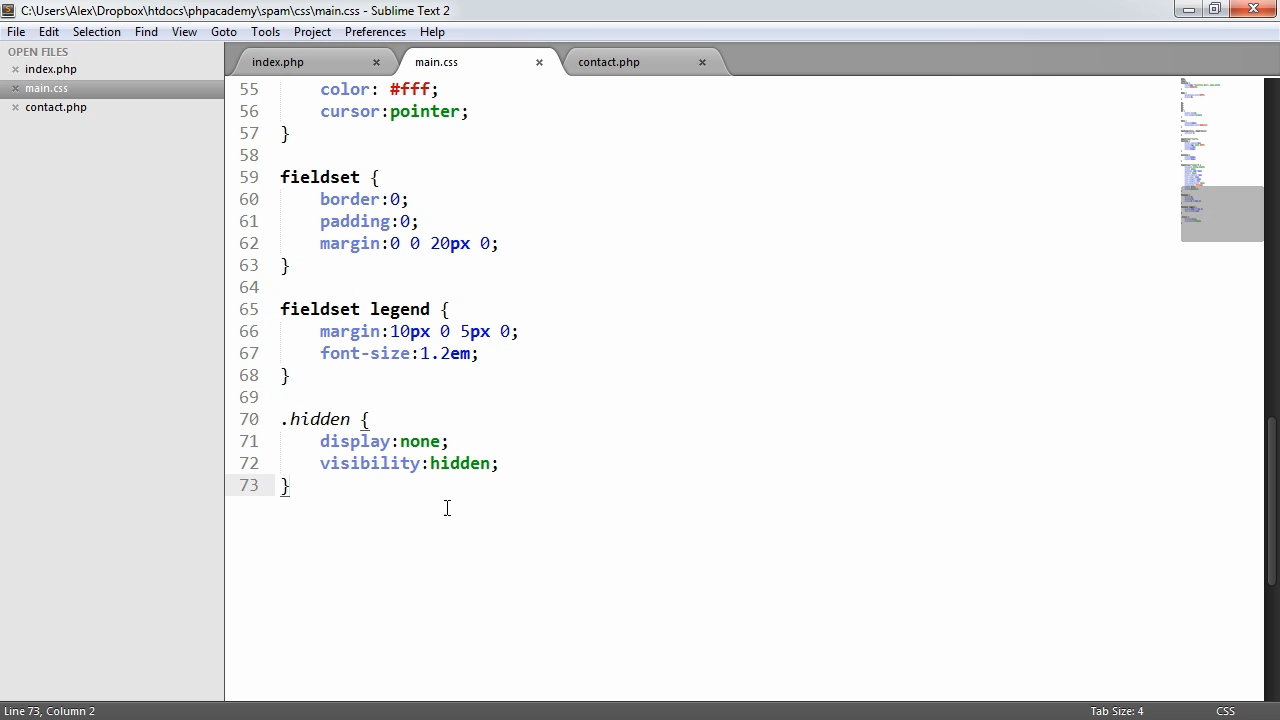 C:\Users\Alex\Dropbox\htdocs\phpacademy\spam\css\main.css - Sublime Text 2
File Edit Selection Find View Goto Tools Project Preferences Help
OPEN FILES
index.php
main.css
contact.php
index.php main.css contact.php
55 color: #fff;
56 cursor:pointer;
57 }
58
59 fieldset {
60 border:0;
61 padding:0;
62 margin:0 0 20px 0;
63 }
64
65 fieldset legend {
66 margin:10px 0 5px 0;
67 font-size:1.2em;
68 }
69
70 .hidden {
71 display:none;
72 visibility:hidden;
73 }
Line 73, Column 2
Tab Size: 4
CSS